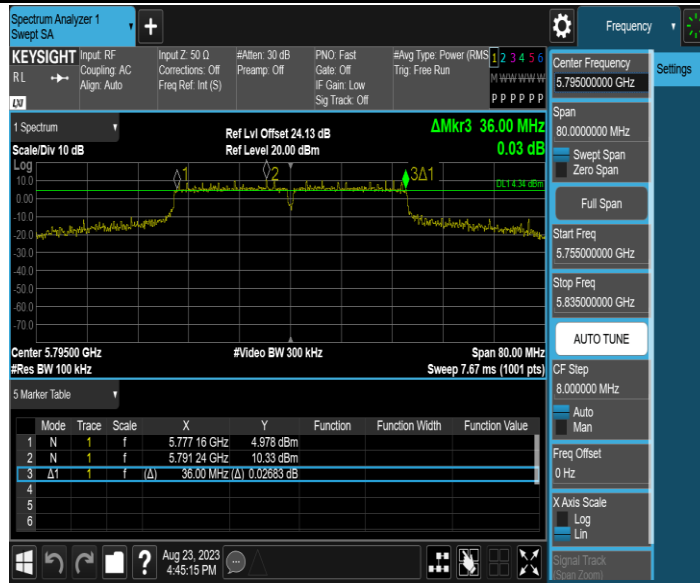 Spectrum Analyzer 1
Swept SA
Frequency
KEYSIGHT
RL
LXI
Input: RF
Coupling: AC
Align: Auto
Input Z: 50 Ω
Corrections: Off
Freq Ref: Int (S)
#Atten: 30 dB
Preamp: Off
PNO: Fast
Gate: Off
IF Gain: Low
Sig Track: Off
#Avg Type: Power (RMS
Trig: Free Run
1 2 3 4 5 6
M W W W W W
P P P P P P
1 Spectrum
Scale/Div 10 dB
Log
Ref Lvl Offset 24.13 dB
Ref Level 20.00 dBm
ΔMkr3 36.00 MHz
0.03 dB
1
2
3Δ1
DL1 4.34 dBm
10.0
0.00
-10.0
-20.0
-30.0
-40.0
-50.0
-60.0
-70.0
Center 5.79500 GHz
#Res BW 100 kHz
#Video BW 300 kHz
Span 80.00 MHz
Sweep 7.67 ms (1001 pts)
5 Marker Table
Mode Trace Scale X Y Function Function Width Function Value
1 N 1 f 5.777 16 GHz 4.978 dBm
2 N 1 f 5.791 24 GHz 10.33 dBm
3 Δ1 1 f (Δ) 36.00 MHz (Δ) 0.02683 dB
4
5
6
Aug 23, 2023
4:45:15 PM
Center Frequency
5.795000000 GHz
Settings
Span
80.0000000 MHz
Swept Span
Zero Span
Full Span
Start Freq
5.755000000 GHz
Stop Freq
5.835000000 GHz
AUTO TUNE
CF Step
8.000000 MHz
Auto
Man
Freq Offset
0 Hz
X Axis Scale
Log
Lin
Signal Track
(Span Zoom)